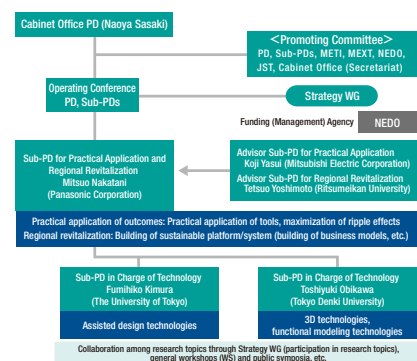 Cabinet Office PD (Naoya Sasaki)
<Promoting Committee>
PD, Sub-PDs, METI, MEXT, NEDO,
JST, Cabinet Office (Secretariat)
Operating Conference
PD, Sub-PDs
Strategy WG
Funding (Management) Agency
NEDO
Sub-PD for Practical Application and
Regional Revitalization
Mitsuo Nakatani
(Panasonic Corporation)
Advisor Sub-PD for Practical Application
Koji Yasui (Mitsubishi Electric Corporation)
Advisor Sub-PD for Regional Revitalization
Tetsuo Yoshimoto (Ritsumeikan University)
Practical application of outcomes: Practical application of tools, maximization of ripple effects
Regional revitalization: Building of sustainable platform/system (building of business models, etc.)
Sub-PD in Charge of Technology
Fumihiko Kimura
(The University of Tokyo)
Assisted design technologies
Sub-PD in Charge of Technology
Toshiyuki Obikawa
(Tokyo Denki University)
3D technologies,
functional modeling technologies
Collaboration among research topics through Strategy WG (participation in research topics),
general workshops (WS) and public symposia, etc.